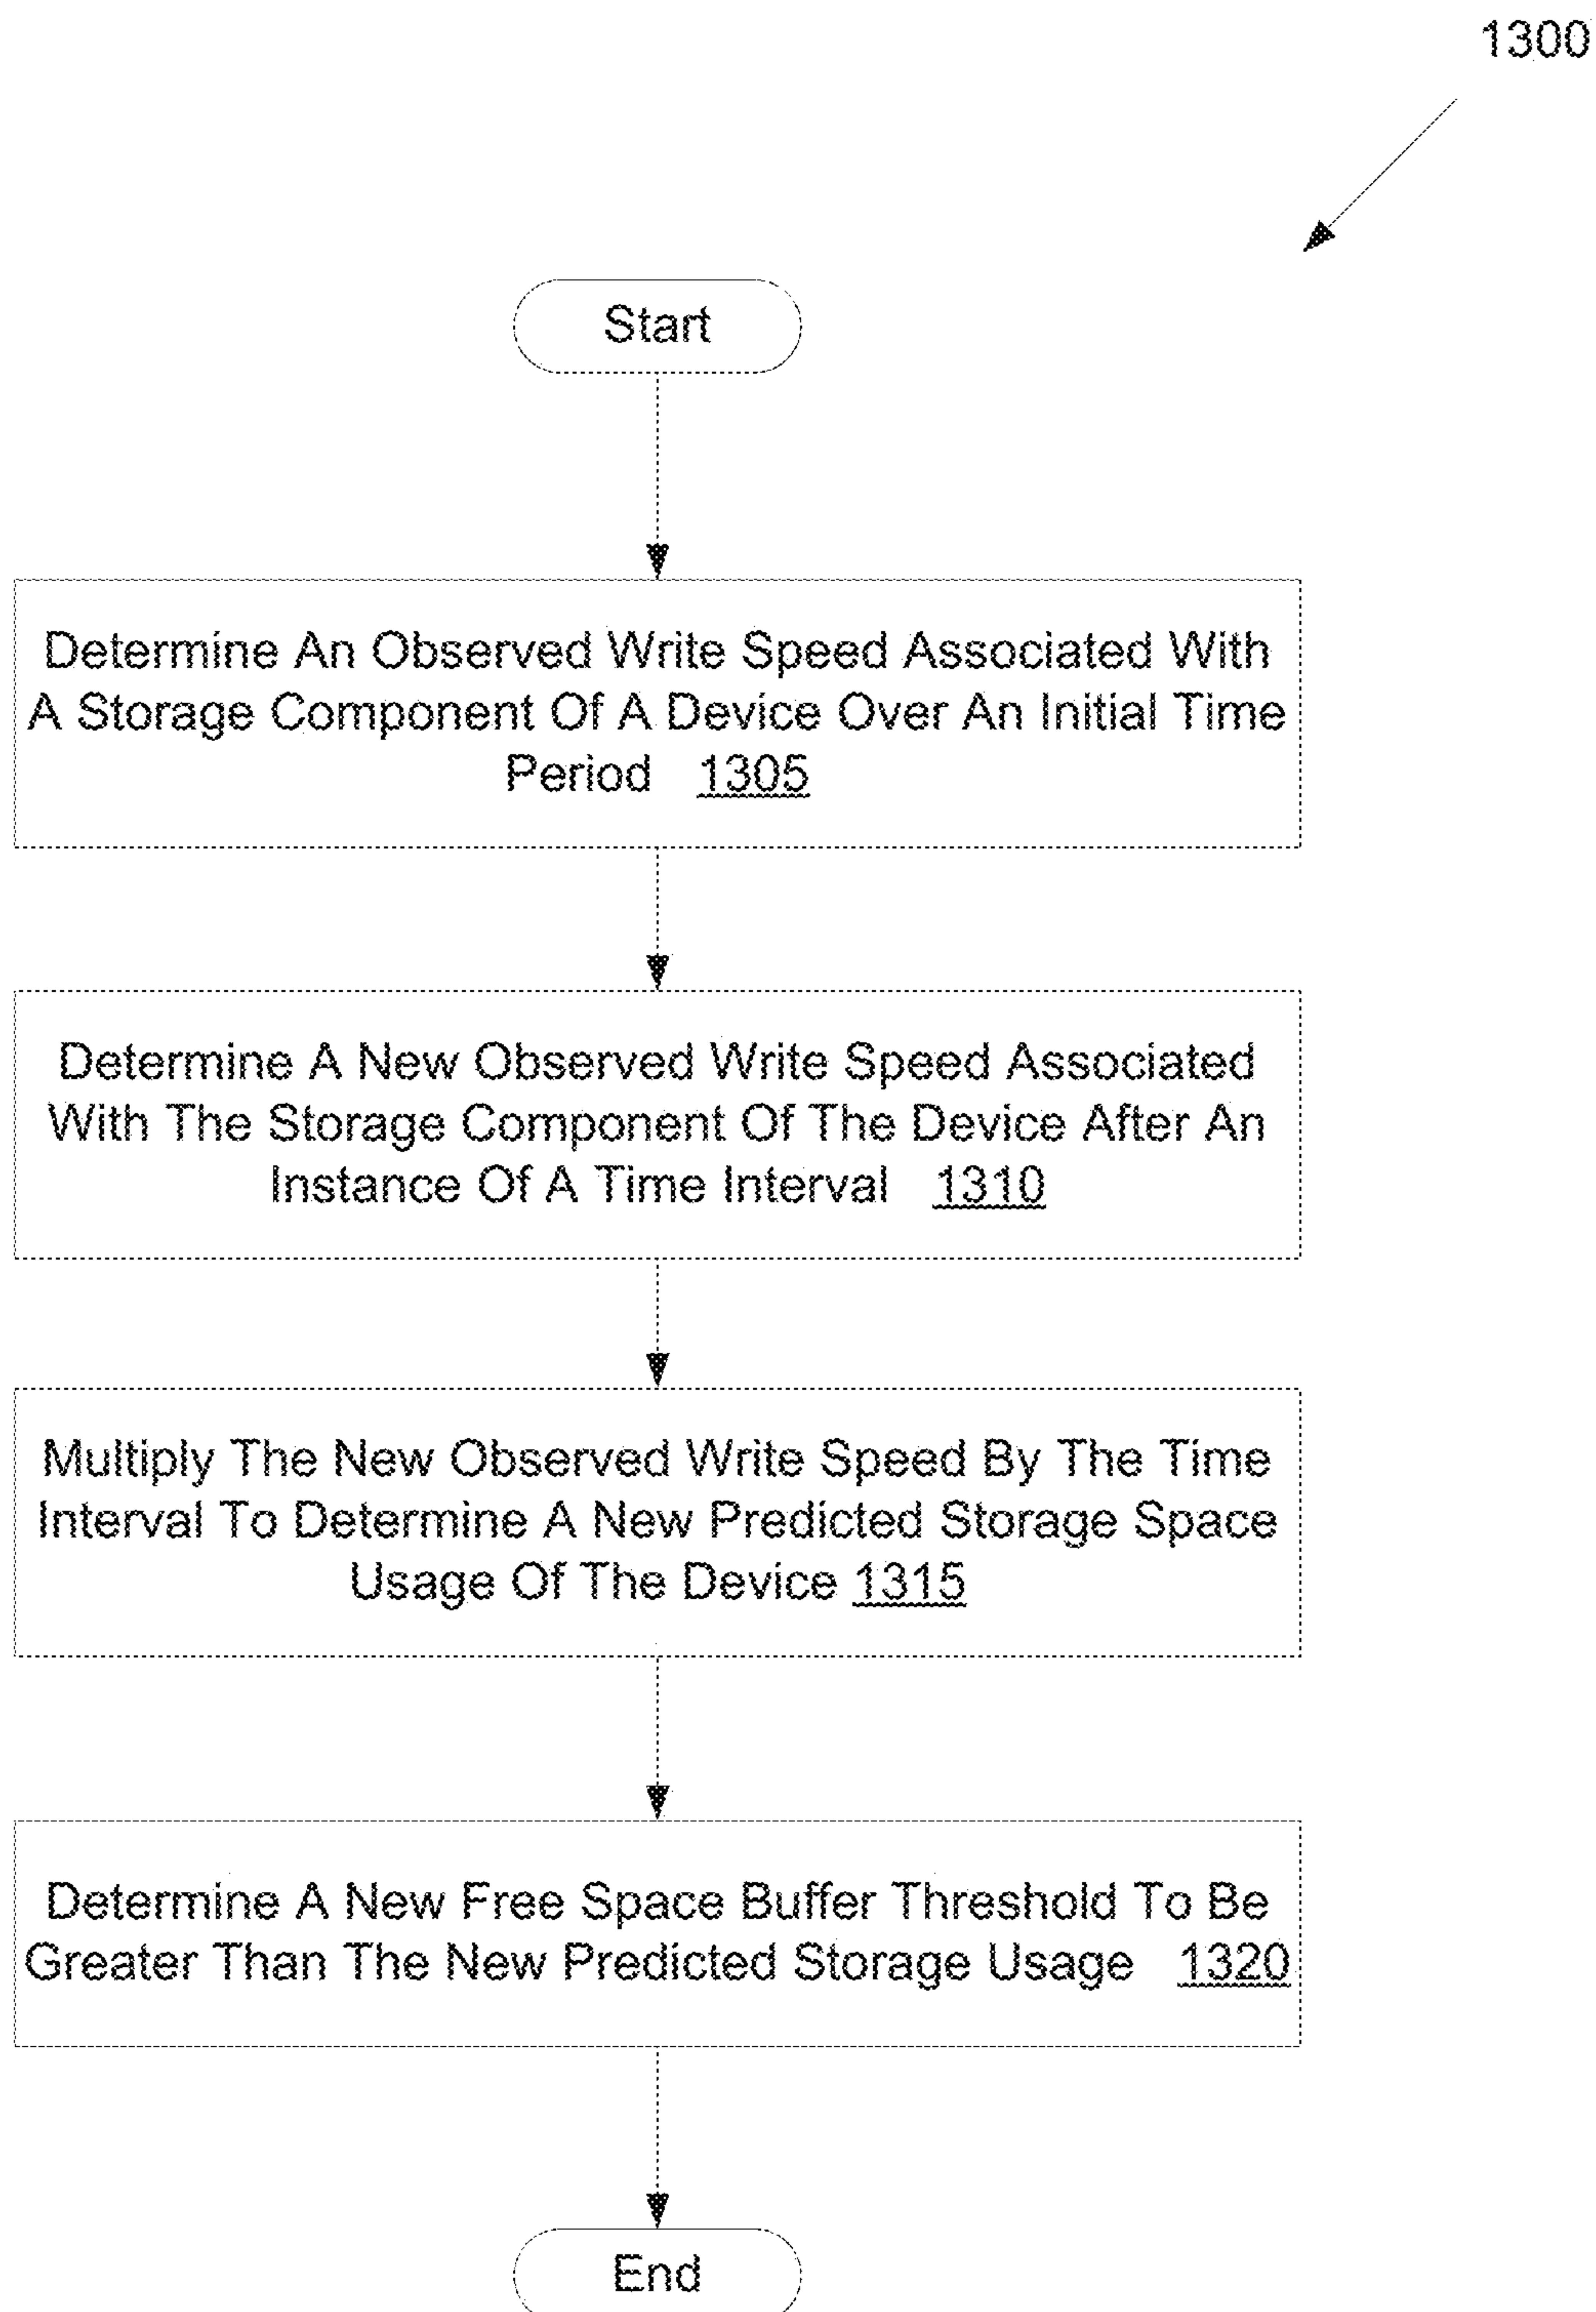 1300
Start
Determine An Observed Write Speed Associated With
A Storage Component Of A Device Over An Initial Time
Period 1305
Determine A New Observed Write Speed Associated
With The Storage Component Of The Device After An
Instance Of A Time Interval 1310
Multiply The New Observed Write Speed By The Time
Interval To Determine A New Predicted Storage Space
Usage Of The Device 1315
Determine A New Free Space Buffer Threshold To Be
Greater Than The New Predicted Storage Usage 1320
End